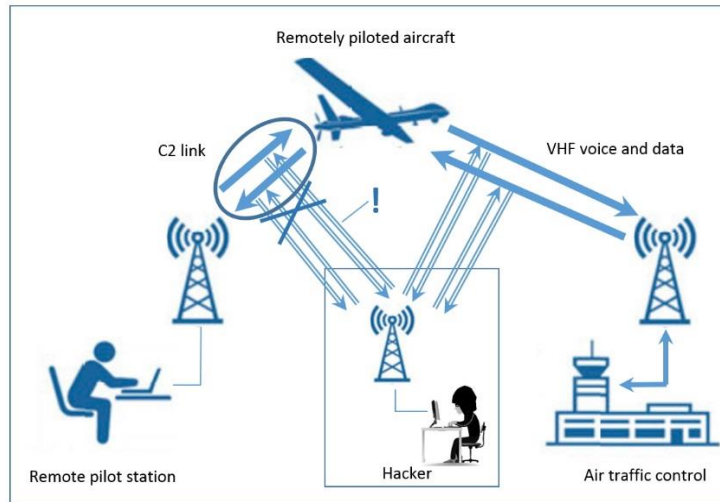 Remotely piloted aircraft
C2 link
VHF voice and data
!
Remote pilot station
Hacker
Air traffic control